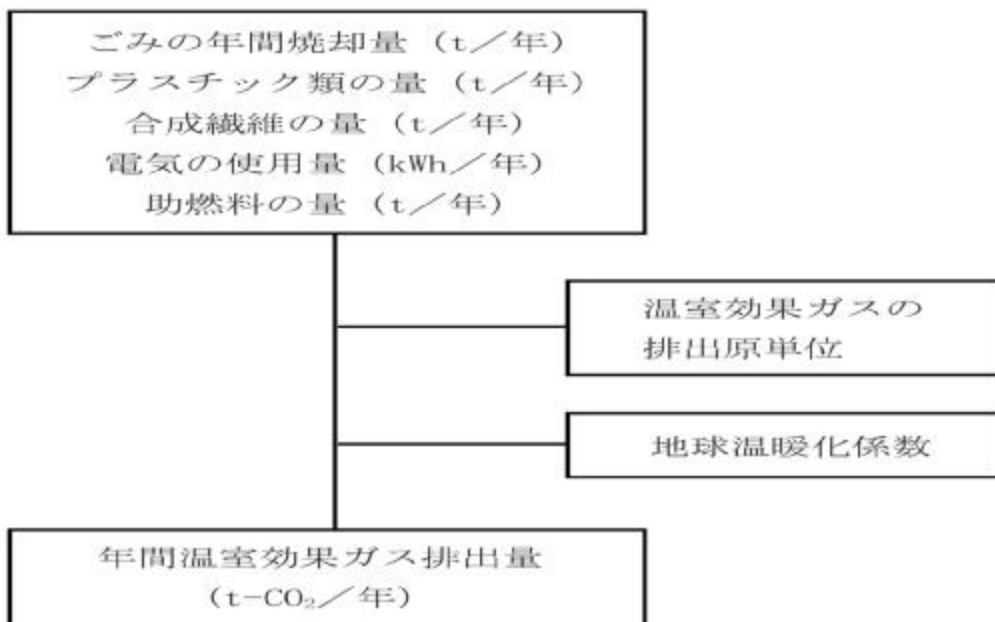 ごみの年間焼却量 (t／年)
プラスチック類の量 (t／年)
合成繊維の量 (t／年)
電気の使用量 (kWh／年)
助燃料の量 (t／年)
温室効果ガスの
排出原単位
地球温暖化係数
年間温室効果ガス排出量
(t-CO₂／年)